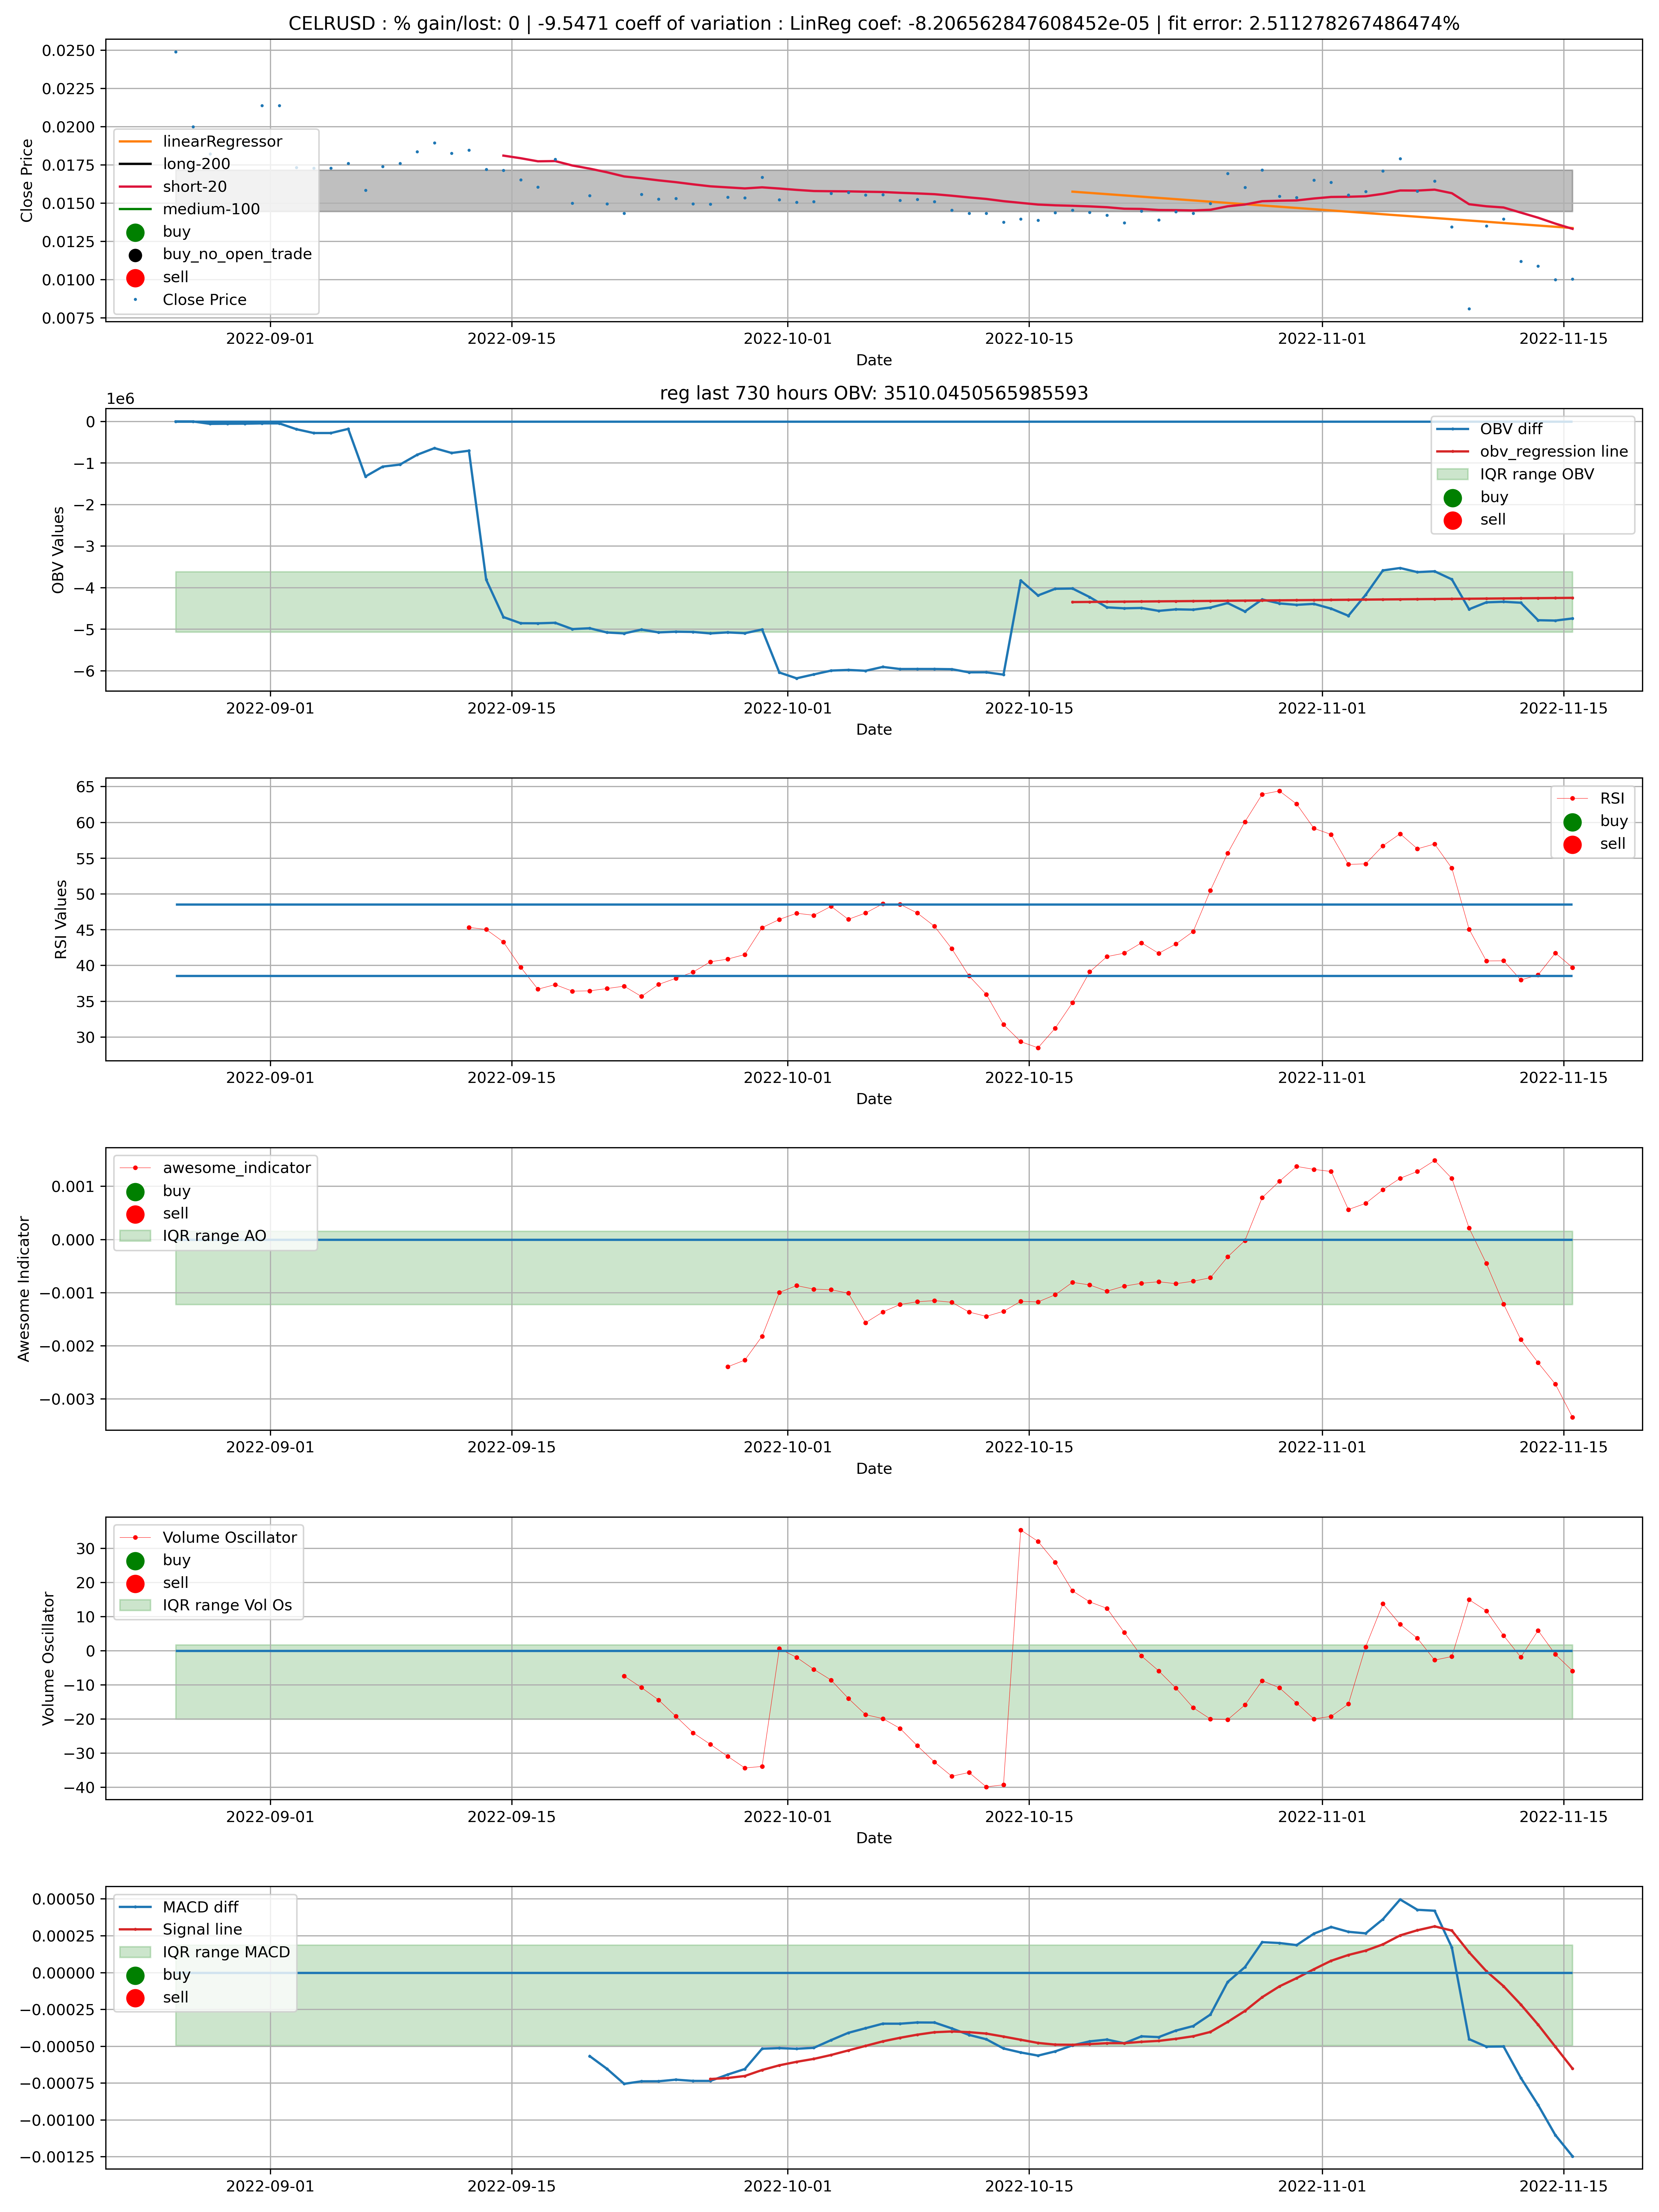 CELRUSD : % gain/lost: 0 | -9.5471 coeff of variation : LinReg coef: -8.206562847608452e-05 | fit error: 2.511278267486474%
0.0250
0.0225
0.0200
0.0175
0.0150
0.0125
0.0100
0.0075
Close Price
linearRegressor
long-200
short-20
medium-100
buy
buy_no_open_trade
sell
Close Price
2022-09-01 2022-09-15 2022-10-01 2022-10-15 2022-11-01 2022-11-15
Date
reg last 730 hours OBV: 3510.0450565985593
1e6
0
−1
−2
−3
−4
−5
−6
OBV Values
OBV diff
obv_regression line
IQR range OBV
buy
sell
2022-09-01 2022-09-15 2022-10-01 2022-10-15 2022-11-01 2022-11-15
Date
65
60
55
50
45
40
35
30
RSI Values
RSI
buy
sell
2022-09-01 2022-09-15 2022-10-01 2022-10-15 2022-11-01 2022-11-15
Date
0.001
0.000
−0.001
−0.002
−0.003
Awesome Indicator
awesome_indicator
buy
sell
IQR range AO
2022-09-01 2022-09-15 2022-10-01 2022-10-15 2022-11-01 2022-11-15
Date
30
20
10
0
−10
−20
−30
−40
Volume Oscillator
Volume Oscillator
buy
sell
IQR range Vol Os
2022-09-01 2022-09-15 2022-10-01 2022-10-15 2022-11-01 2022-11-15
Date
0.00050
0.00025
0.00000
−0.00025
−0.00050
−0.00075
−0.00100
−0.00125
MACD diff
Signal line
IQR range MACD
buy
sell
2022-09-01 2022-09-15 2022-10-01 2022-10-15 2022-11-01 2022-11-15